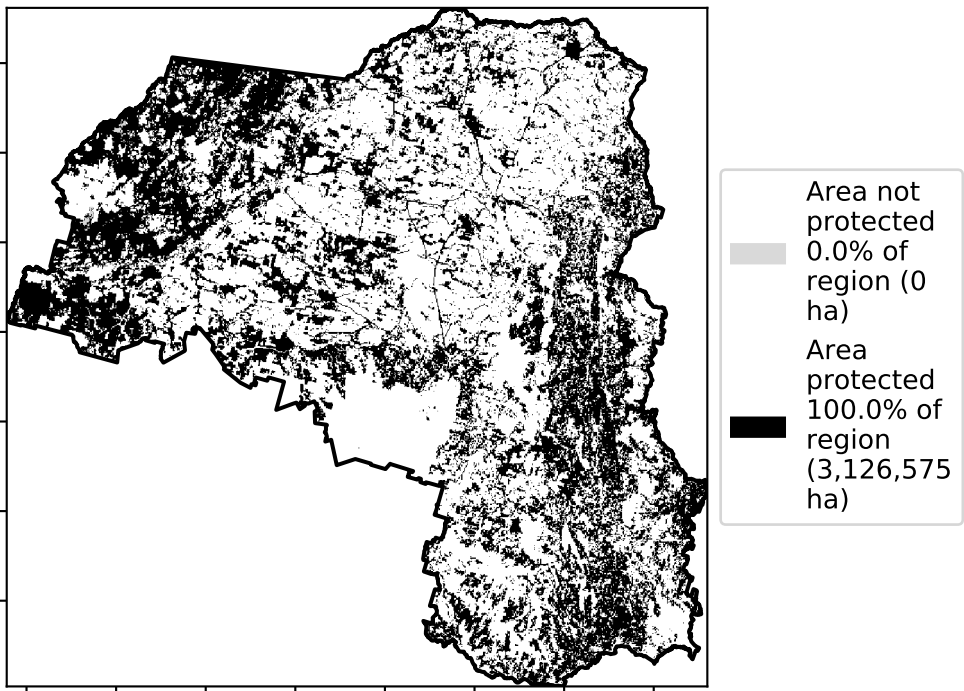 Area not
protected
0.0% of
region (0
ha)
Area
protected
100.0% of
region
(3,126,575
ha)